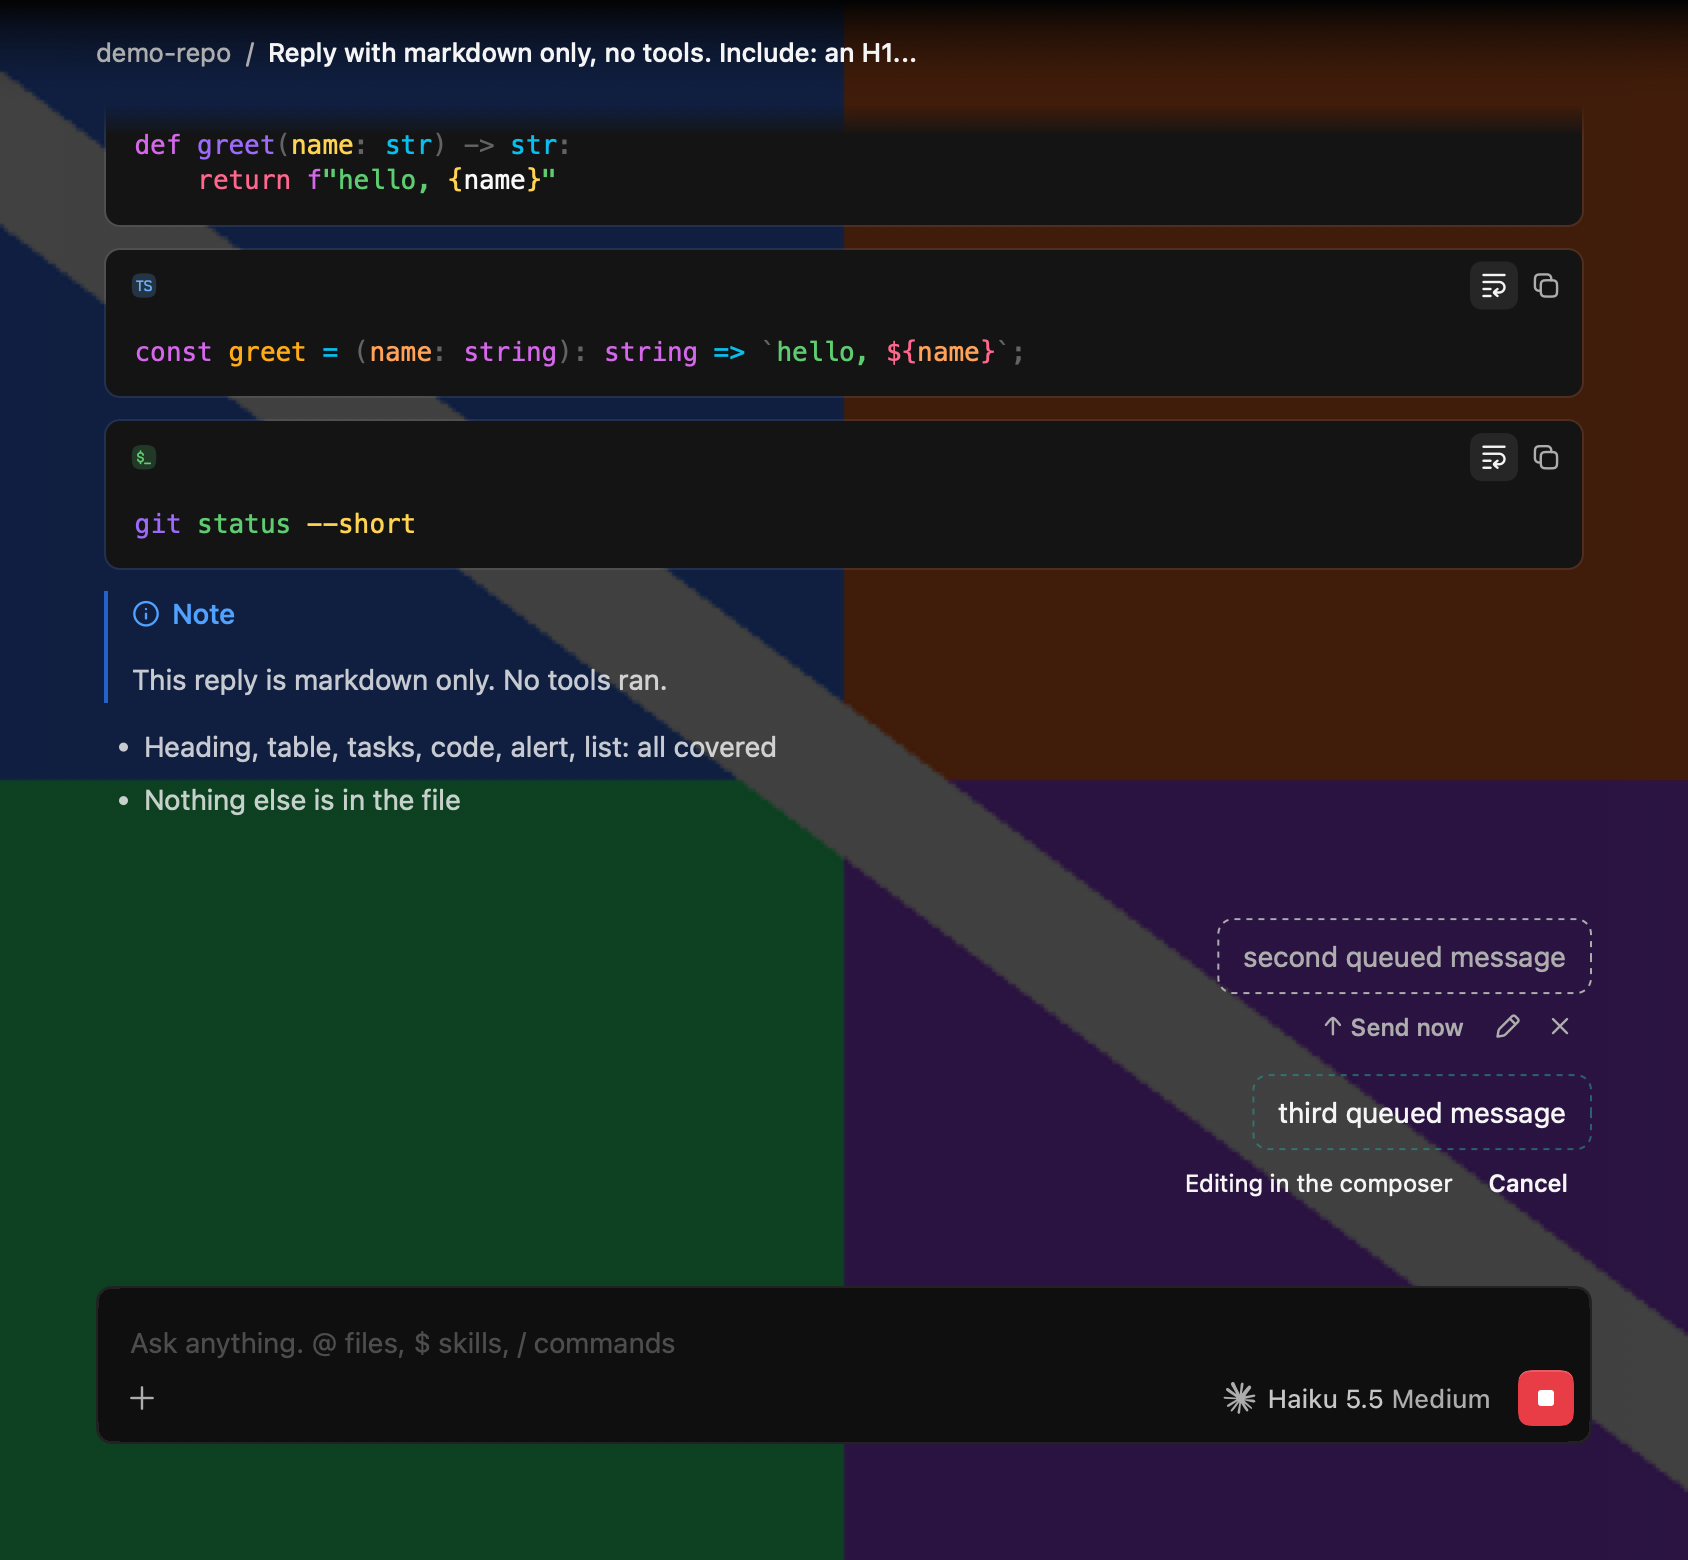 demo-repo / Reply with markdown only, no tools. Include: an H1...
def greet(name: str) -> str:
    return f"hello, {name}"
TS
const greet = (name: string): string => `hello, ${name}`;
$_
git status --short
Note
This reply is markdown only. No tools ran.
• Heading, table, tasks, code, alert, list: all covered
• Nothing else is in the file
second queued message
Send now
third queued message
Editing in the composer Cancel
Ask anything. @ files, $ skills, / commands
Haiku 5.5 Medium